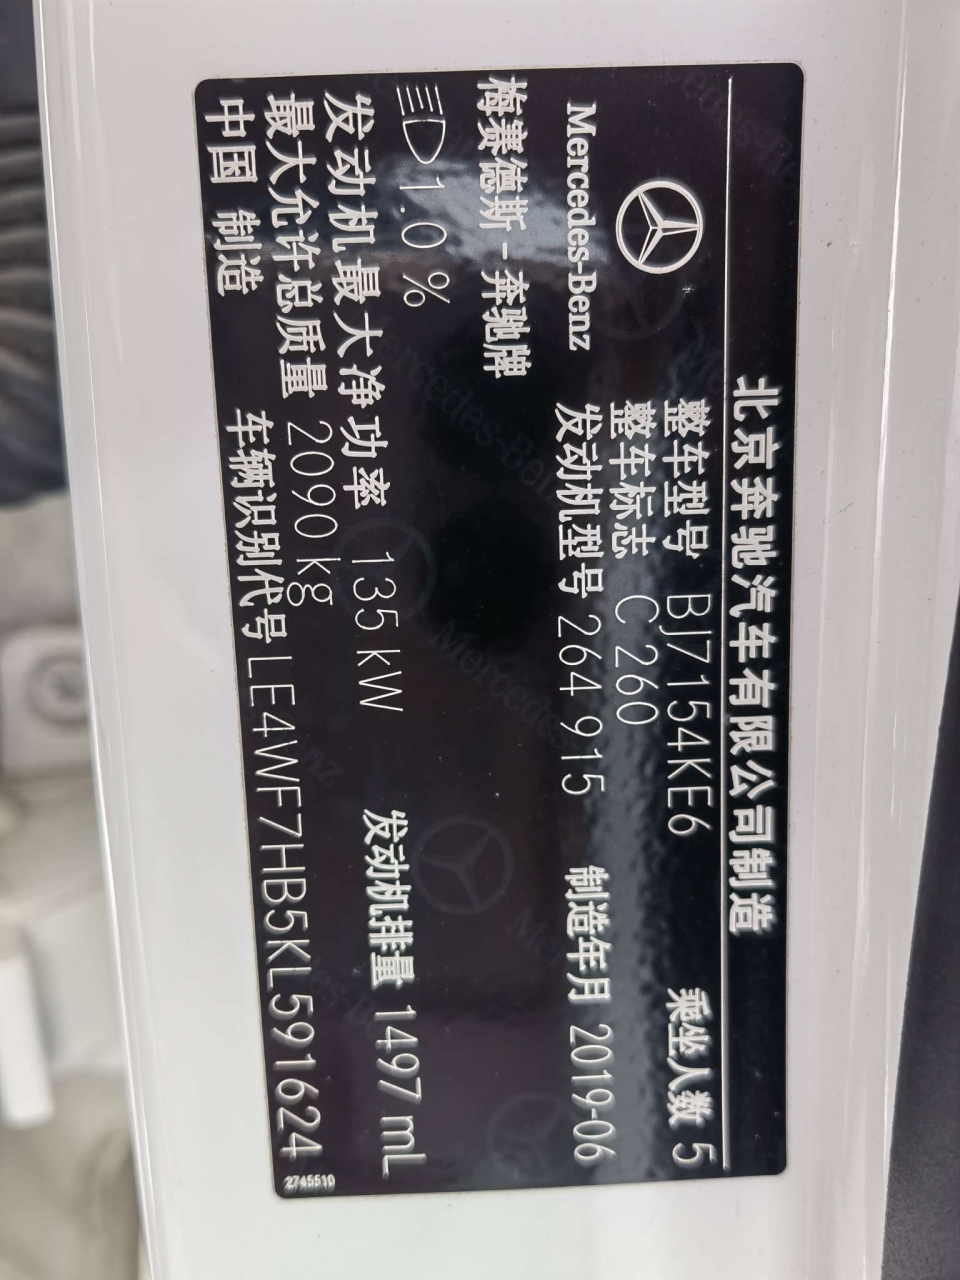 北京奔驰汽车有限公司制造
Mercedes-Benz
梅赛德斯-奔驰牌
整车型号 BJ7154KE6 乘坐人数 5
整车标志 C 260
发动机型号 264 915 制造年月 2019-06
1.0 %
发动机最大净功率 135 kW 发动机排量 1497 mL
最大允许总质量 2090 kg
中国 制造 车辆识别代号 LE4WF7HB5KL591624
2745510